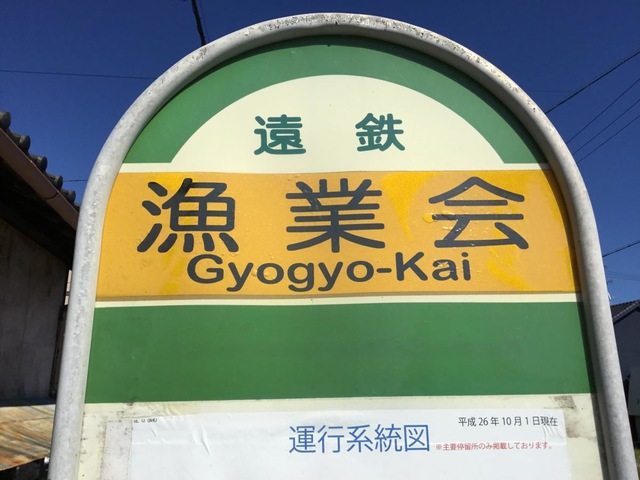 遠鉄
漁業会
Gyogyo-Kai
平成26年10月1日現在
運行系統図 ※主要停留所のみ掲載しております。